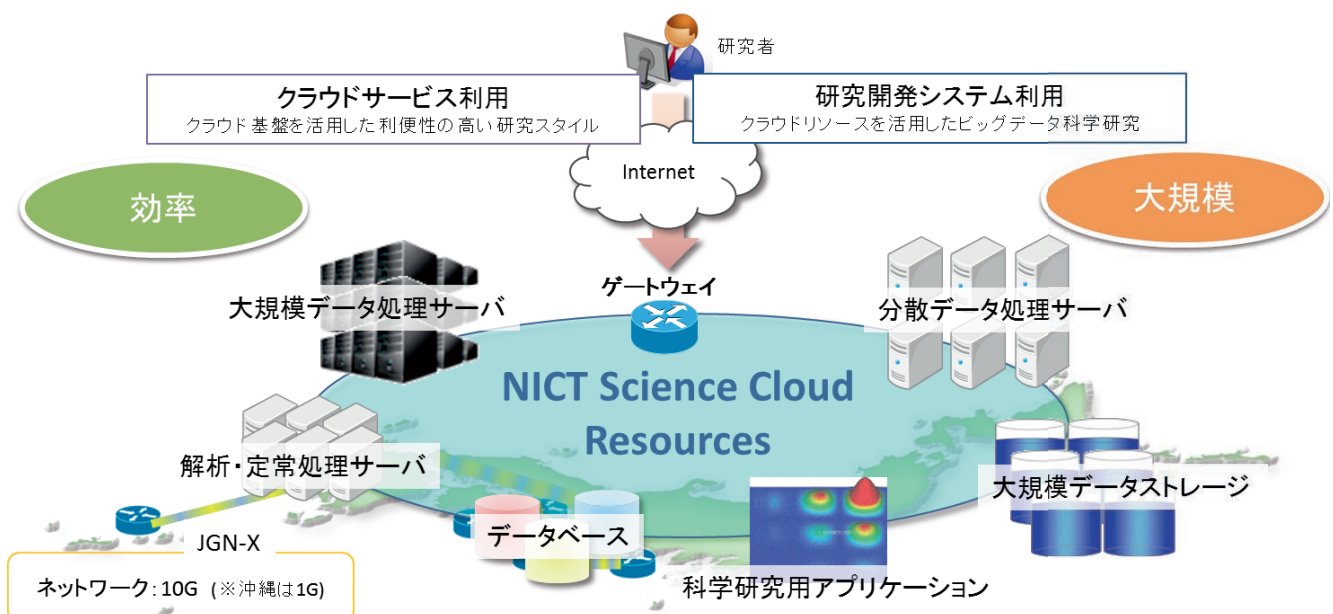 研究者
クラウドサービス利用
クラウド基盤を活用した利便性の高い研究スタイル
研究開発システム利用
クラウドリソースを活用したビッグデータ科学研究
Internet
効率
大規模
ゲートウェイ
大規模データ処理サーバ
分散データ処理サーバ
NICT Science Cloud
Resources
解析・定常処理サーバ
大規模データストレージ
データベース
JGN-X
科学研究用アプリケーション
ネットワーク：10G (※沖縄は1G)